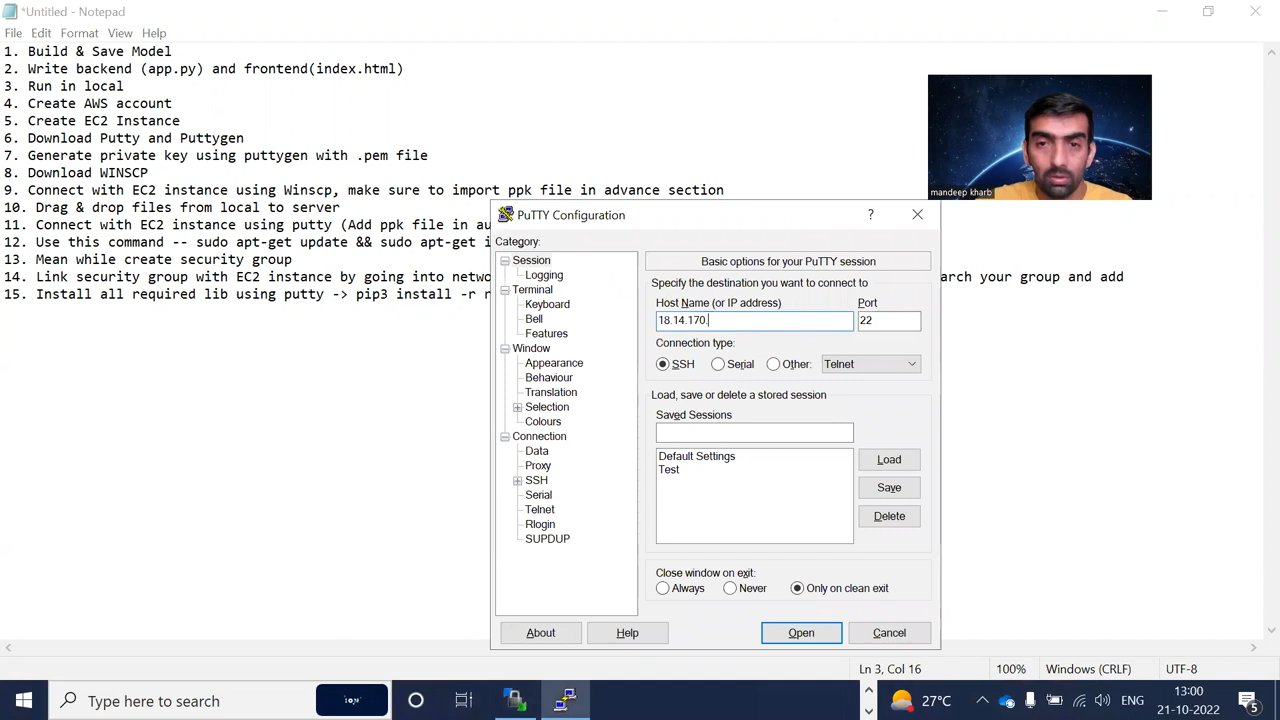 *Untitled - Notepad
File Edit Format View Help
1. Build & Save Model
2. Write backend (app.py) and frontend(index.html)
3. Run in local
4. Create AWS account
5. Create EC2 Instance
6. Download Putty and Puttygen
7. Generate private key using puttygen with .pem file
8. Download WINSCP
9. Connect with EC2 instance using Winscp, make sure to import ppk file in advance section
10. Drag & drop files from local to server
11. Connect with EC2 instance using putty (Add ppk file in au
12. Use this command -- sudo apt-get update && sudo apt-get i
13. Mean while create security group
14. Link security group with EC2 instance by going into netwo
arch your group and add
15. Install all required lib using putty -> pip3 install -r r
mandeep kharb
PuTTY Configuration
?
Category:
Session
Logging
Terminal
Keyboard
Bell
Features
Window
Appearance
Behaviour
Translation
Selection
Colours
Connection
Data
Proxy
SSH
Serial
Telnet
Rlogin
SUPDUP
Basic options for your PuTTY session
Specify the destination you want to connect to
Host Name (or IP address) Port
18.14.170. 22
Connection type:
SSH Serial Other: Telnet
Load, save or delete a stored session
Saved Sessions
Default Settings
Test
Load
Save
Delete
Close window on exit:
Always Never Only on clean exit
About Help Open Cancel
Ln 3, Col 16 100% Windows (CRLF) UTF-8
Type here to search
27°C
ENG
13:00
21-10-2022
5